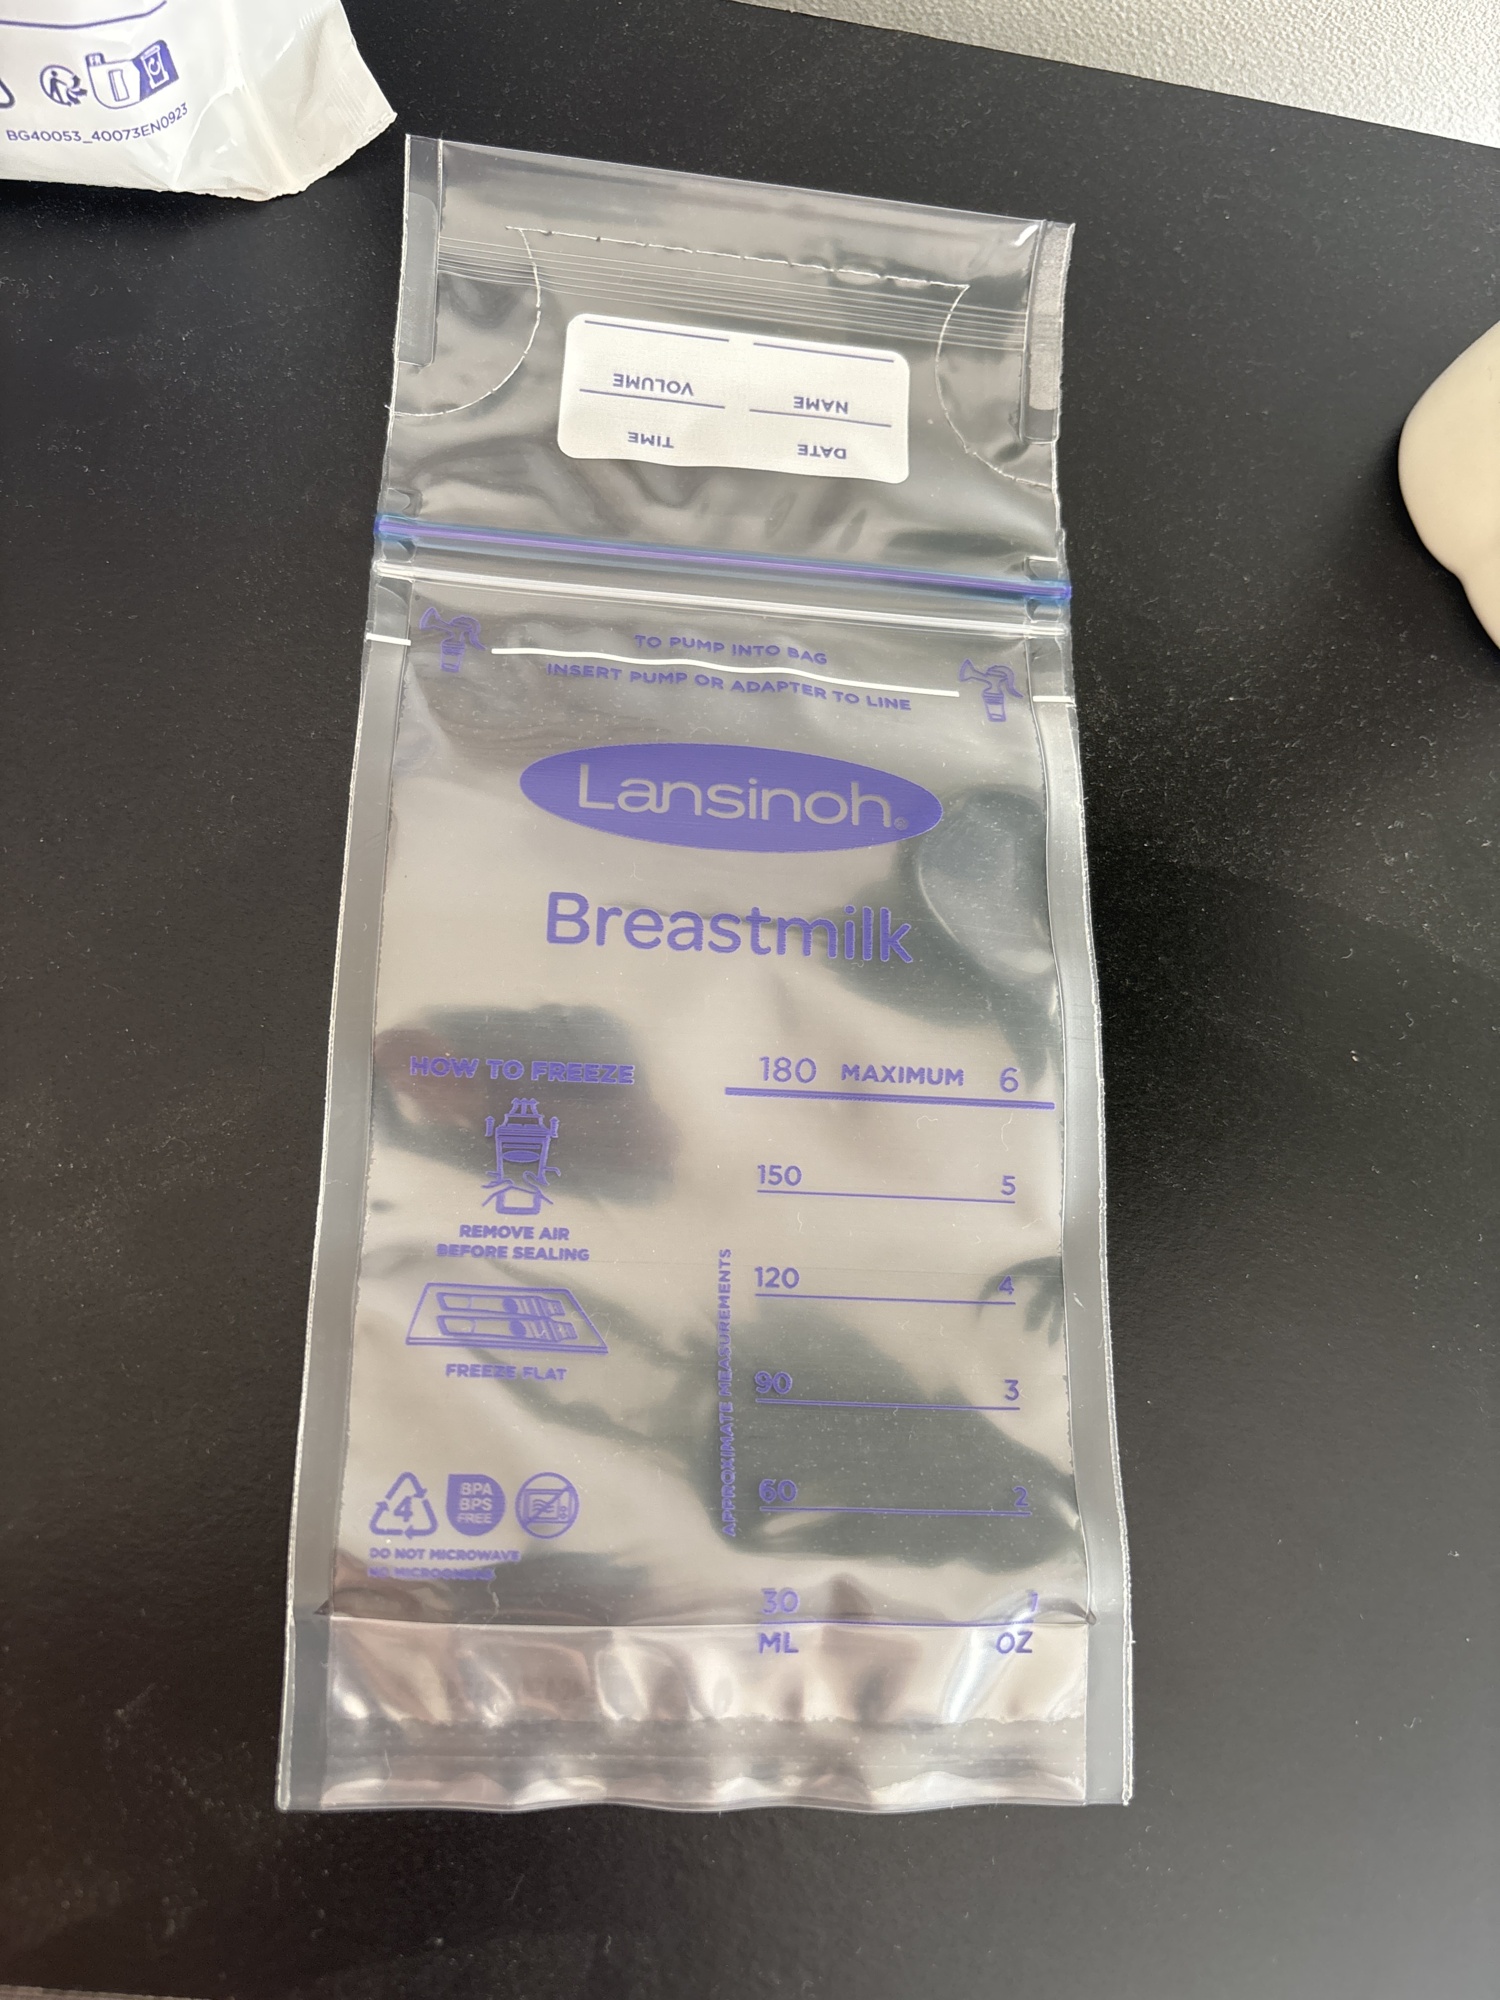 FR
BG40053_40073EN0923
VOLUME NAME
TIME DATE
TO PUMP INTO BAG
INSERT PUMP OR ADAPTER TO LINE
Lansinoh®
Breastmilk
HOW TO FREEZE
REMOVE AIR
BEFORE SEALING
FREEZE FLAT
180 MAXIMUM 6
150 5
120 4
90 3
60 2
30 1
ML OZ
APPROXIMATE MEASUREMENTS
4
BPA
BPS
FREE
DO NOT MICROWAVE